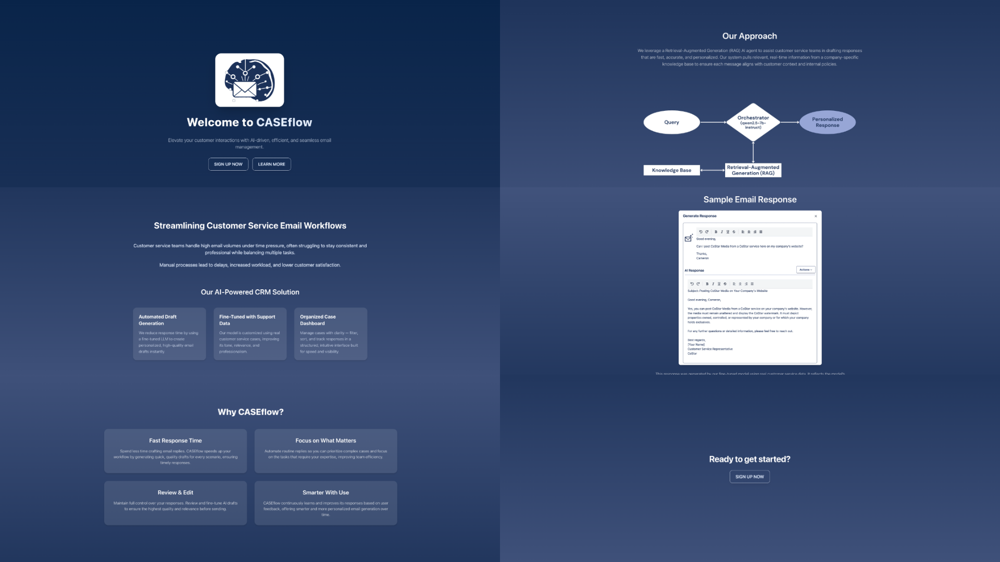 Welcome to CASEflow
Elevate your customer interactions with AI-driven, efficient, and seamless email
management.
SIGN UP NOW
LEARN MORE
Streamlining Customer Service Email Workflows
Customer service teams handle high email volumes under time pressure, often struggling to stay consistent and
professional while balancing multiple tasks.
Manual processes lead to delays, increased workload, and lower customer satisfaction.
Our AI-Powered CRM Solution
Automated Draft
Generation
We reduce response time by using
a fine-tuned LLM to create
personalized, high-quality email
drafts instantly.
Fine-Tuned with Support
Data
Our model is customized using real
customer service cases, improving
its tone, relevance, and
professionalism.
Organized Case
Dashboard
Manage cases with clarity — filter,
sort, and track responses in a
structured, intuitive interface built
for speed and visibility.
Why CASEflow?
Fast Response Time
Spend less time crafting email replies. CASEflow speeds up your
workflow by generating quick, quality drafts for every scenario, ensuring
timely responses.
Focus on What Matters
Automate routine replies so you can prioritize complex cases and focus
on the tasks that require your expertise, improving team efficiency.
Review & Edit
Maintain full control over your responses. Review and fine-tune AI drafts
to ensure the highest quality and relevance before sending.
Smarter With Use
CASEflow continuously learns and improves its responses based on user
feedback, offering smarter and more personalized email generation over
time.
Our Approach
We leverage a Retrieval-Augmented Generation (RAG) AI agent to assist customer service teams in drafting responses
that are fast, accurate, and personalized. Our system pulls relevant, real-time information from a company-specific
knowledge base to ensure each message aligns with customer context and internal policies.
Query
Orchestrator
(qwen2.5-7b-
instruct)
Personalized
Response
Knowledge Base
Retrieval-Augmented
Generation (RAG)
Sample Email Response
Generate Response
Good evening,
Can I post CoStar Media from a CoStar service here on my company's website?
Thanks,
Cameron
AI Response
Actions
Subject: Posting CoStar Media on Your Company's Website
Good evening, Cameron,
Yes, you can post CoStar Media from a CoStar service on your company's website. However,
the media must remain unaltered and display the CoStar watermark. It must depict
properties owned, controlled, or represented by your company or for which your company
holds exclusives.
For any further questions or detailed information, please feel free to reach out.
Best regards,
[Your Name]
Customer Service Representative
CoStar
This response was generated by our fine-tuned model using real customer service data. It reflects the model's
Ready to get started?
SIGN UP NOW